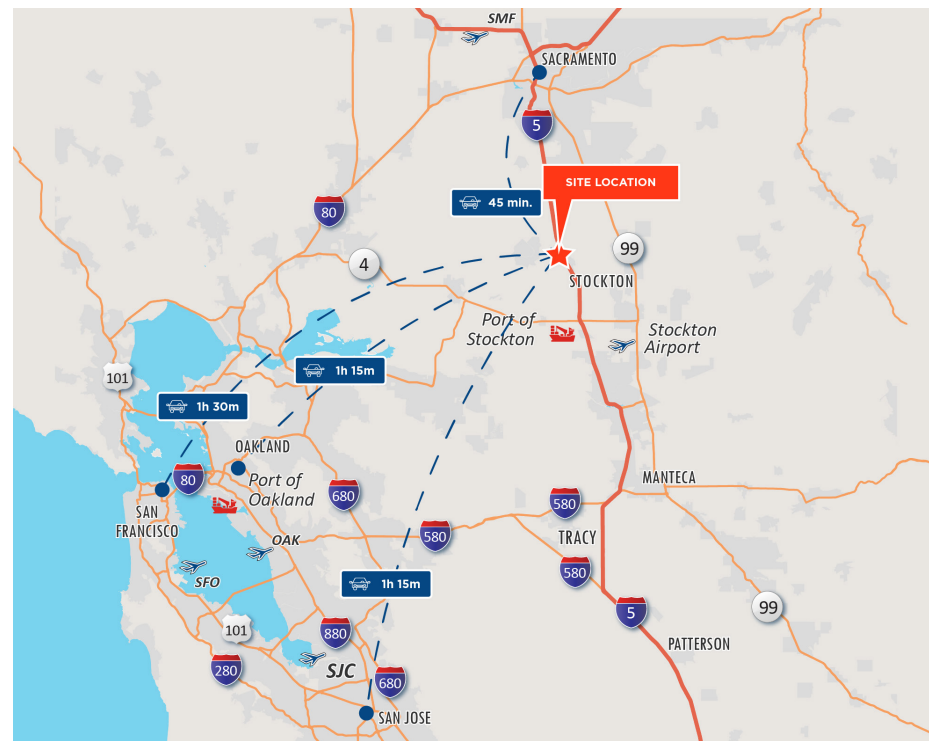 SMF
SACRAMENTO
5
SITE LOCATION
45 min.
80
99
4
STOCKTON
Port of
Stockton
Stockton
Airport
1h 15m
101
1h 30m
OAKLAND
80
Port of
Oakland
680
MANTECA
SAN
FRANCISCO
580
580
TRACY
OAK
SFO
580
1h 15m
5
99
101
880
PATTERSON
280
SJC
680
SAN JOSE